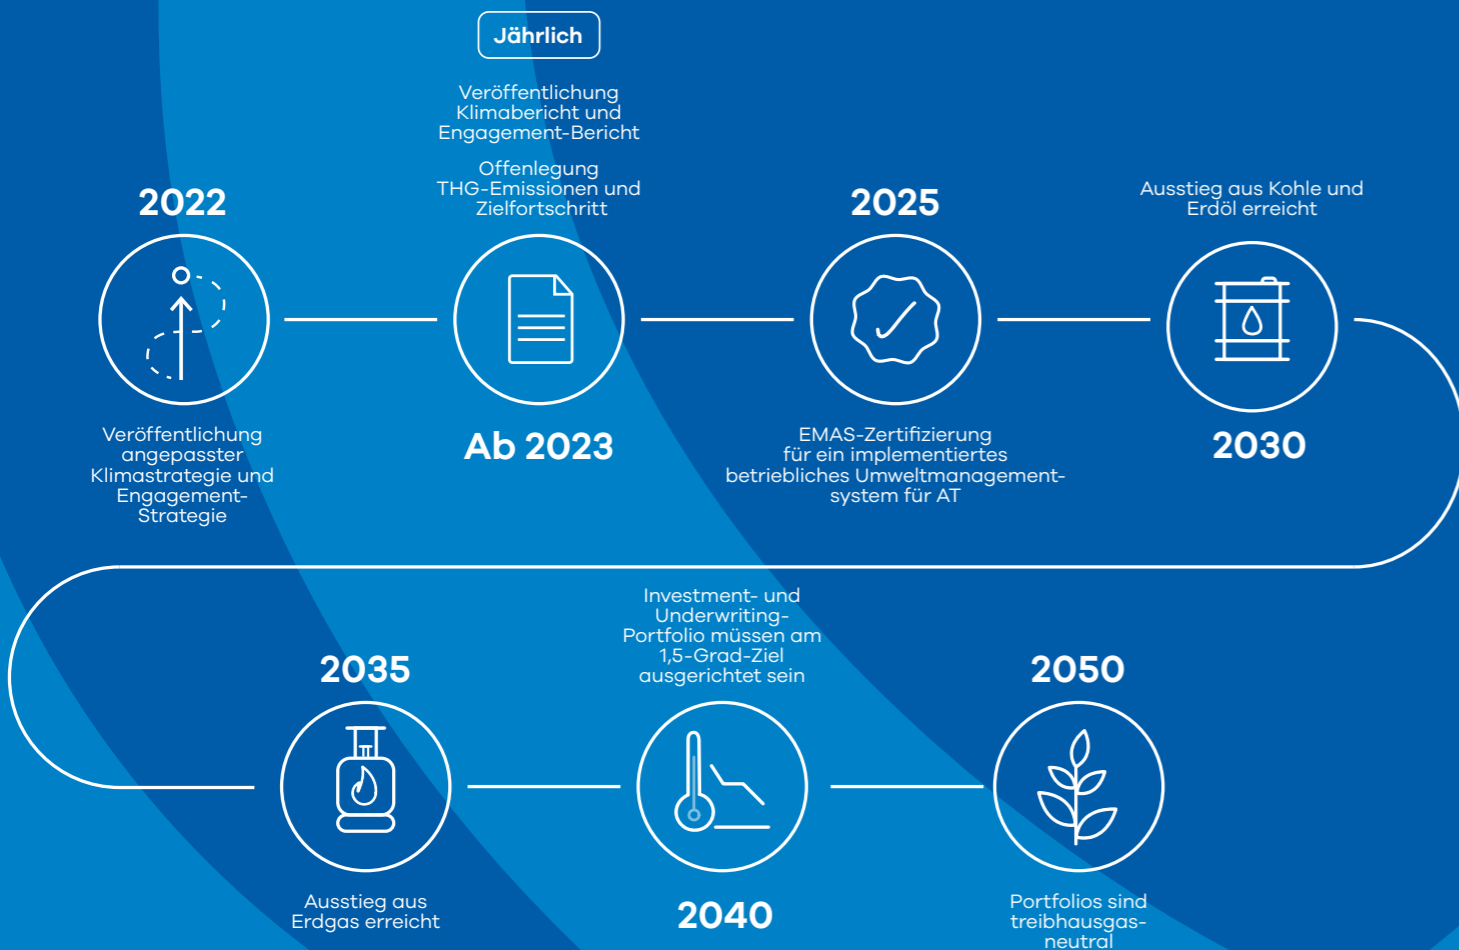 2022
Veröffentlichung
angepasster
Klimastrategie und
Engagement-
Strategie
Jährlich
Veröffentlichung
Klimabericht und
Engagement-Bericht
Offenlegung
THG-Emissionen und
Zielfortschritt
Ab 2023
2025
EMAS-Zertifizierung
für ein implementiertes
betriebliches Umweltmanagement-
system für AT
Ausstieg aus Kohle und
Erdöl erreicht
2030
2035
Ausstieg aus
Erdgas erreicht
Investment- und
Underwriting-
Portfolio müssen am
1,5-Grad-Ziel
ausgerichtet sein
2040
2050
Portfolios sind
treibhausgas-
neutral